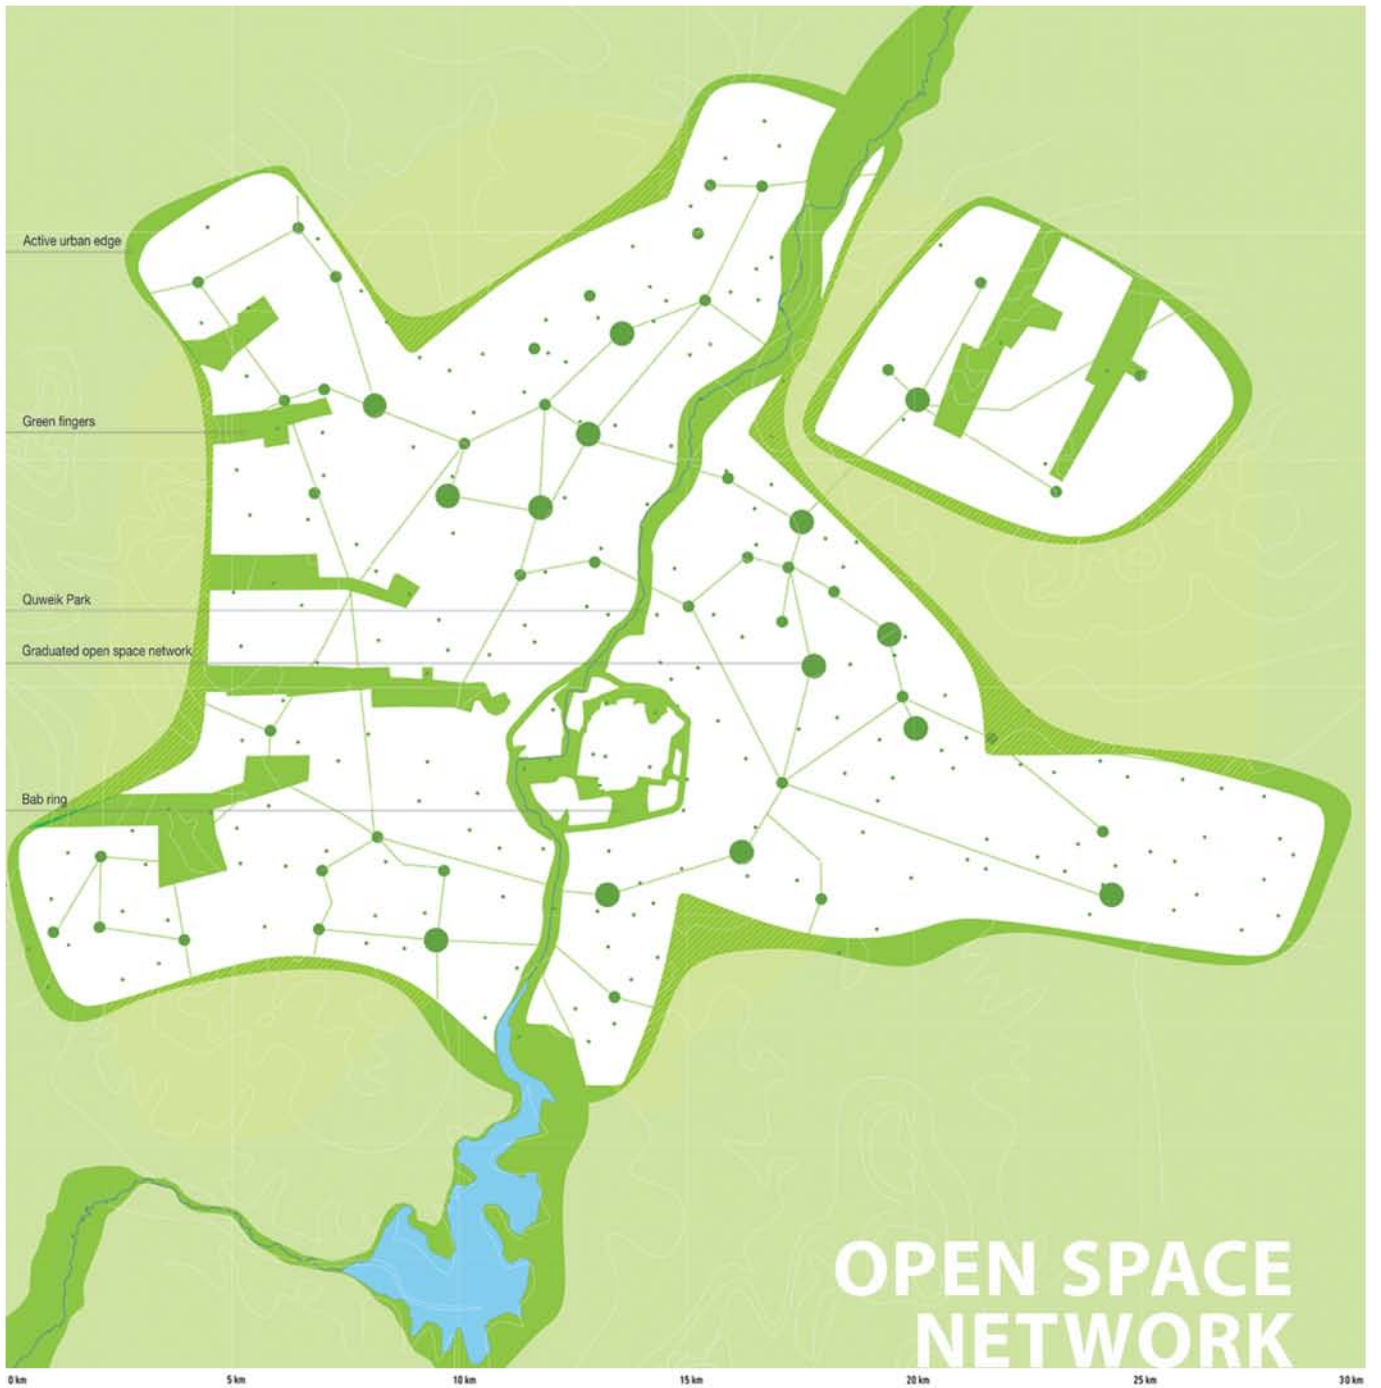 Active urban edge
Green fingers
Quweik Park
Graduated open space network
Bab ring
OPEN SPACE
NETWORK
0 km 5 km 10 km 15 km 20 km 25 km 30 km